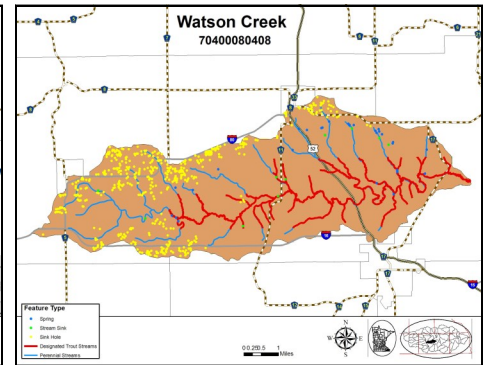 Watson Creek
70400080408
52
Feature Type
Spring
Stream Sink
Sink Hole
Designated Trout Streams
Perennial Streams
0 0.25 0.5 1
Miles
N
W
E
S